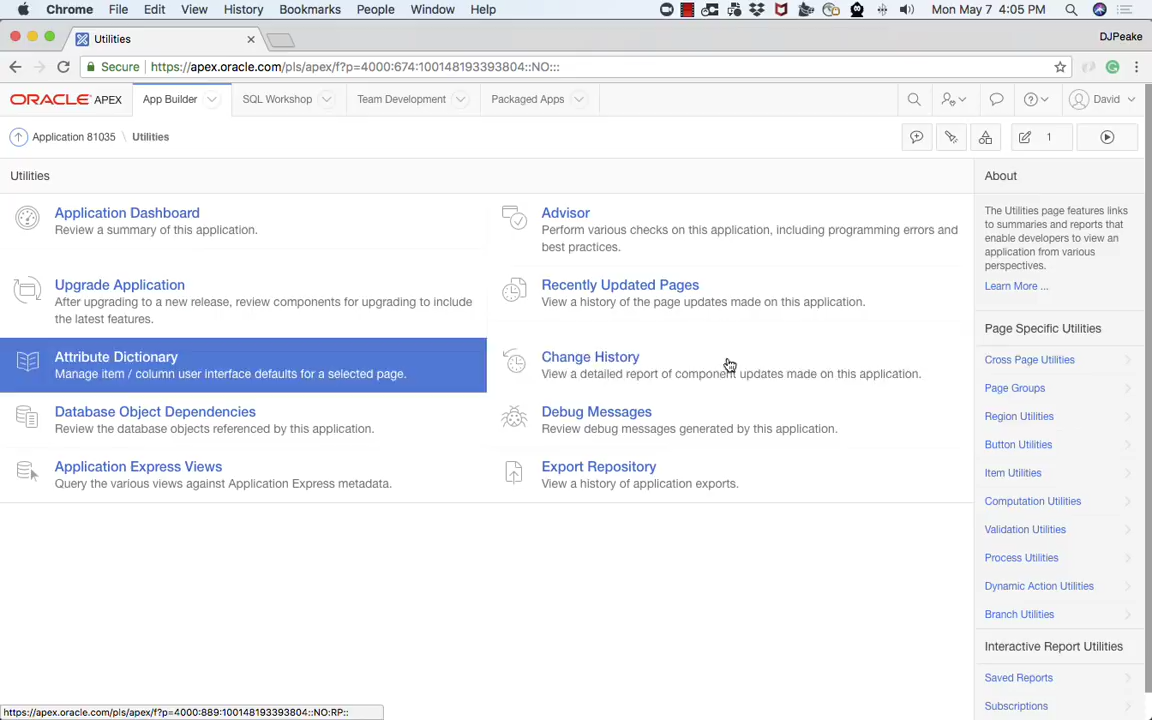 Chrome File Edit View History Bookmarks People Window Help Mon May 7 4:05 PM
Utilities DJPeake
Secure https://apex.oracle.com/pls/apex/f?p=4000:674:100148193393804::NO:::
ORACLE APEX App Builder SQL Workshop Team Development Packaged Apps David
Application 81035 \ Utilities 1
Utilities
Application Dashboard
Review a summary of this application.
Advisor
Perform various checks on this application, including programming errors and
best practices.
Upgrade Application
After upgrading to a new release, review components for upgrading to include
the latest features.
Recently Updated Pages
View a history of the page updates made on this application.
Attribute Dictionary
Manage item / column user interface defaults for a selected page.
Change History
View a detailed report of component updates made on this application.
Database Object Dependencies
Review the database objects referenced by this application.
Debug Messages
Review debug messages generated by this application.
Application Express Views
Query the various views against Application Express metadata.
Export Repository
View a history of application exports.
About
The Utilities page features links
to summaries and reports that
enable developers to view an
application from various
perspectives.
Learn More ...
Page Specific Utilities
Cross Page Utilities
Page Groups
Region Utilities
Button Utilities
Item Utilities
Computation Utilities
Validation Utilities
Process Utilities
Dynamic Action Utilities
Branch Utilities
Interactive Report Utilities
Saved Reports
Subscriptions
https://apex.oracle.com/pls/apex/f?p=4000:889:100148193393804::NO:RP::